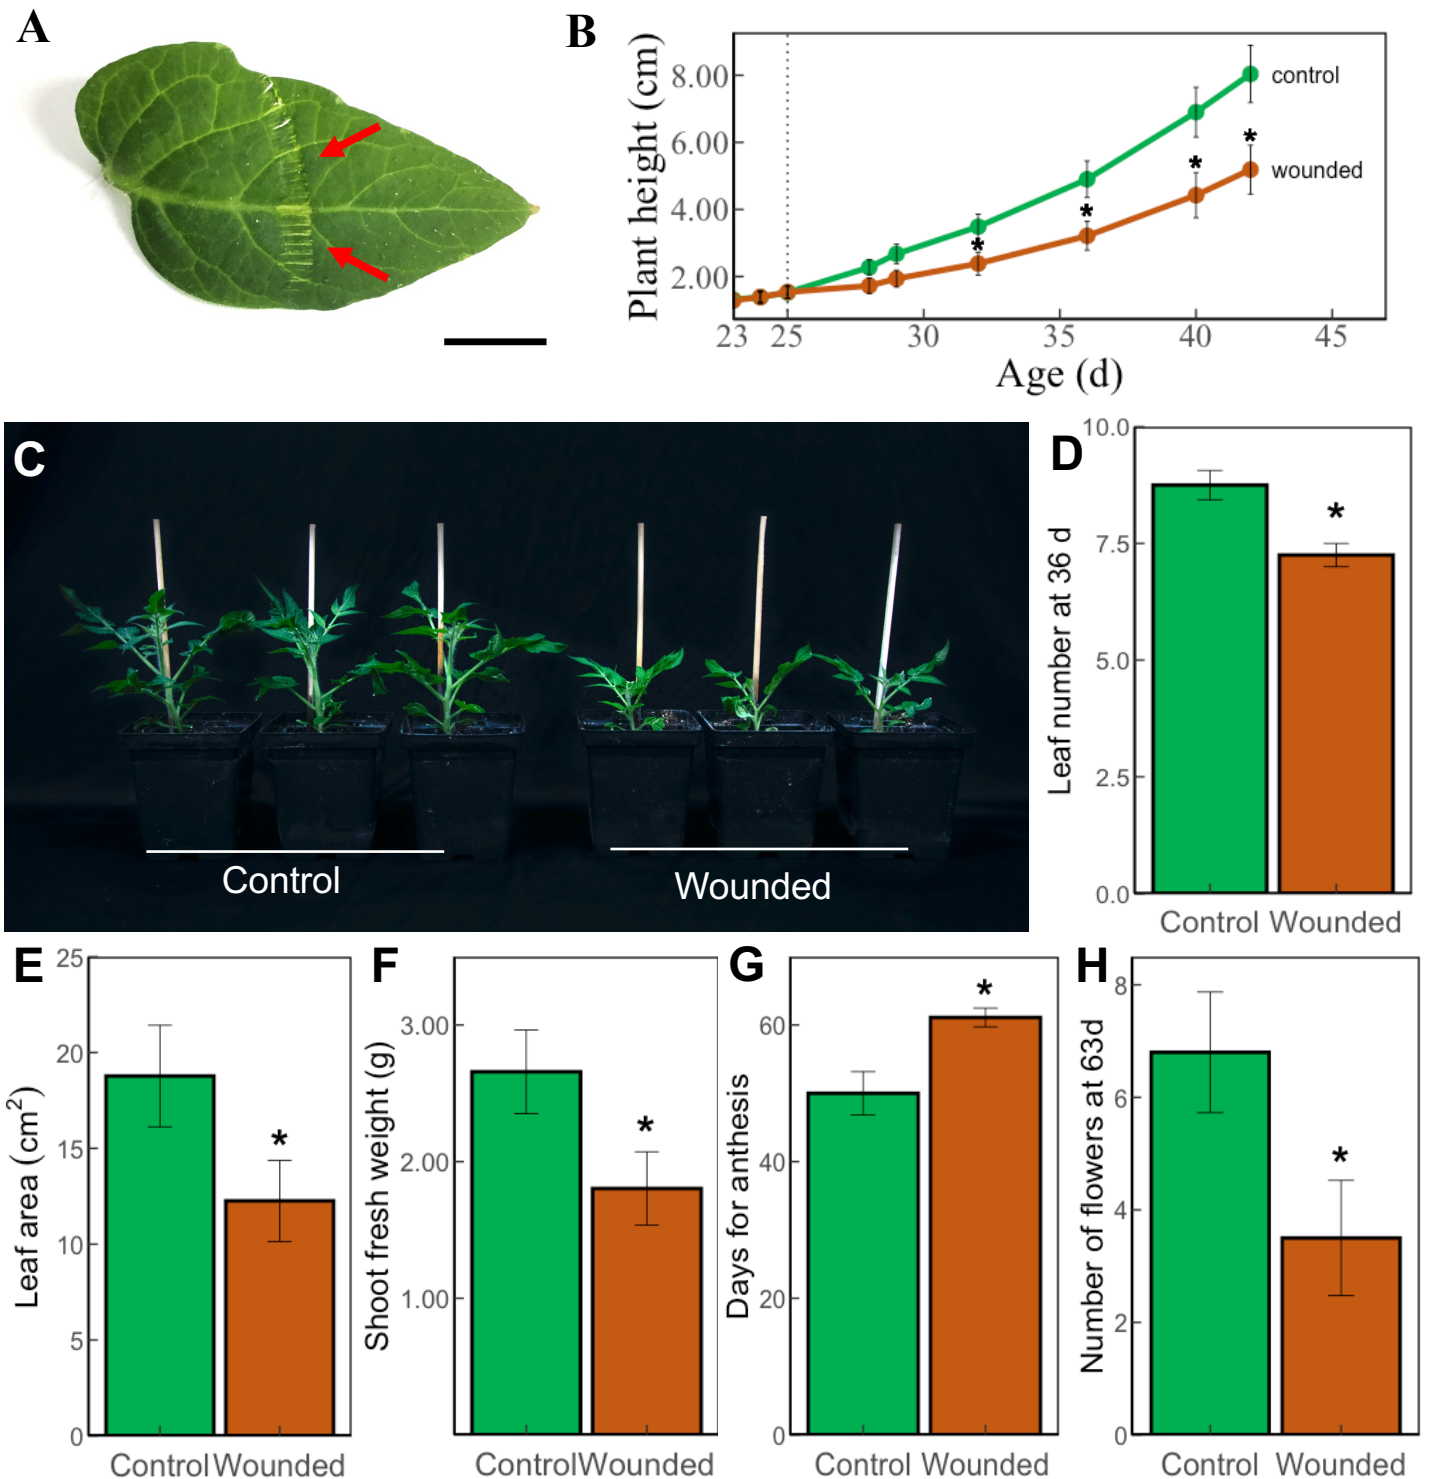 A
B
Plant height (cm)
8.00
6.00
4.00
2.00
control
wounded
*
*
*
*
23
25
30
35
40
45
Age (d)
C
Control
Wounded
D
Leaf number at 36 d
10.0
7.5
5.0
2.5
0.0
*
Control Wounded
E
Leaf area (cm²)
25
20
15
10
5
0
*
Control Wounded
F
Shoot fresh weight (g)
3.00
2.00
1.00
*
Control Wounded
G
Days for anthesis
60
40
20
0
*
Control Wounded
H
Number of flowers at 63d
8
6
4
2
0
*
Control Wounded